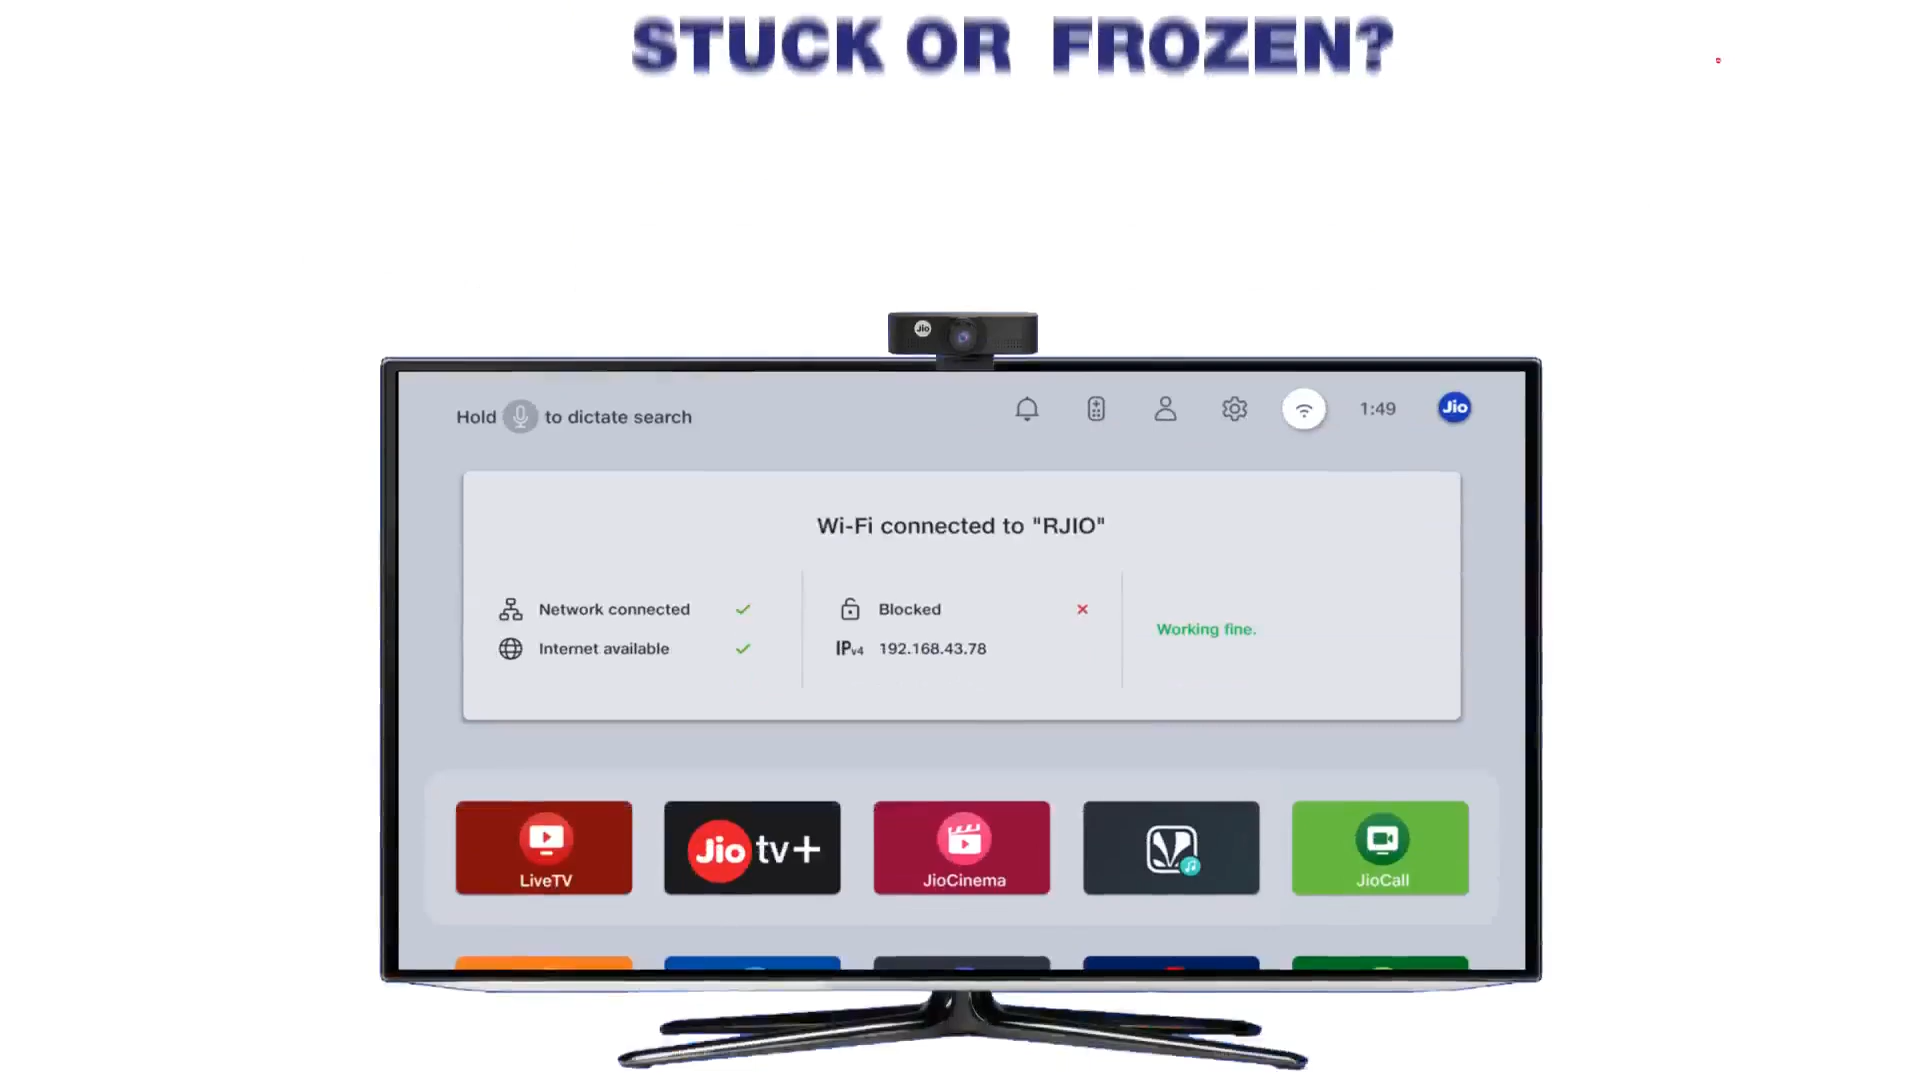 STUCK OR FROZEN?
Jio
Hold to dictate search
1:49
Jio
Wi-Fi connected to "RJIO"
Network connected
Blocked
Internet available
IPv4 192.168.43.78
Working fine.
LiveTV
Jio tv+
JioCinema
JioCall